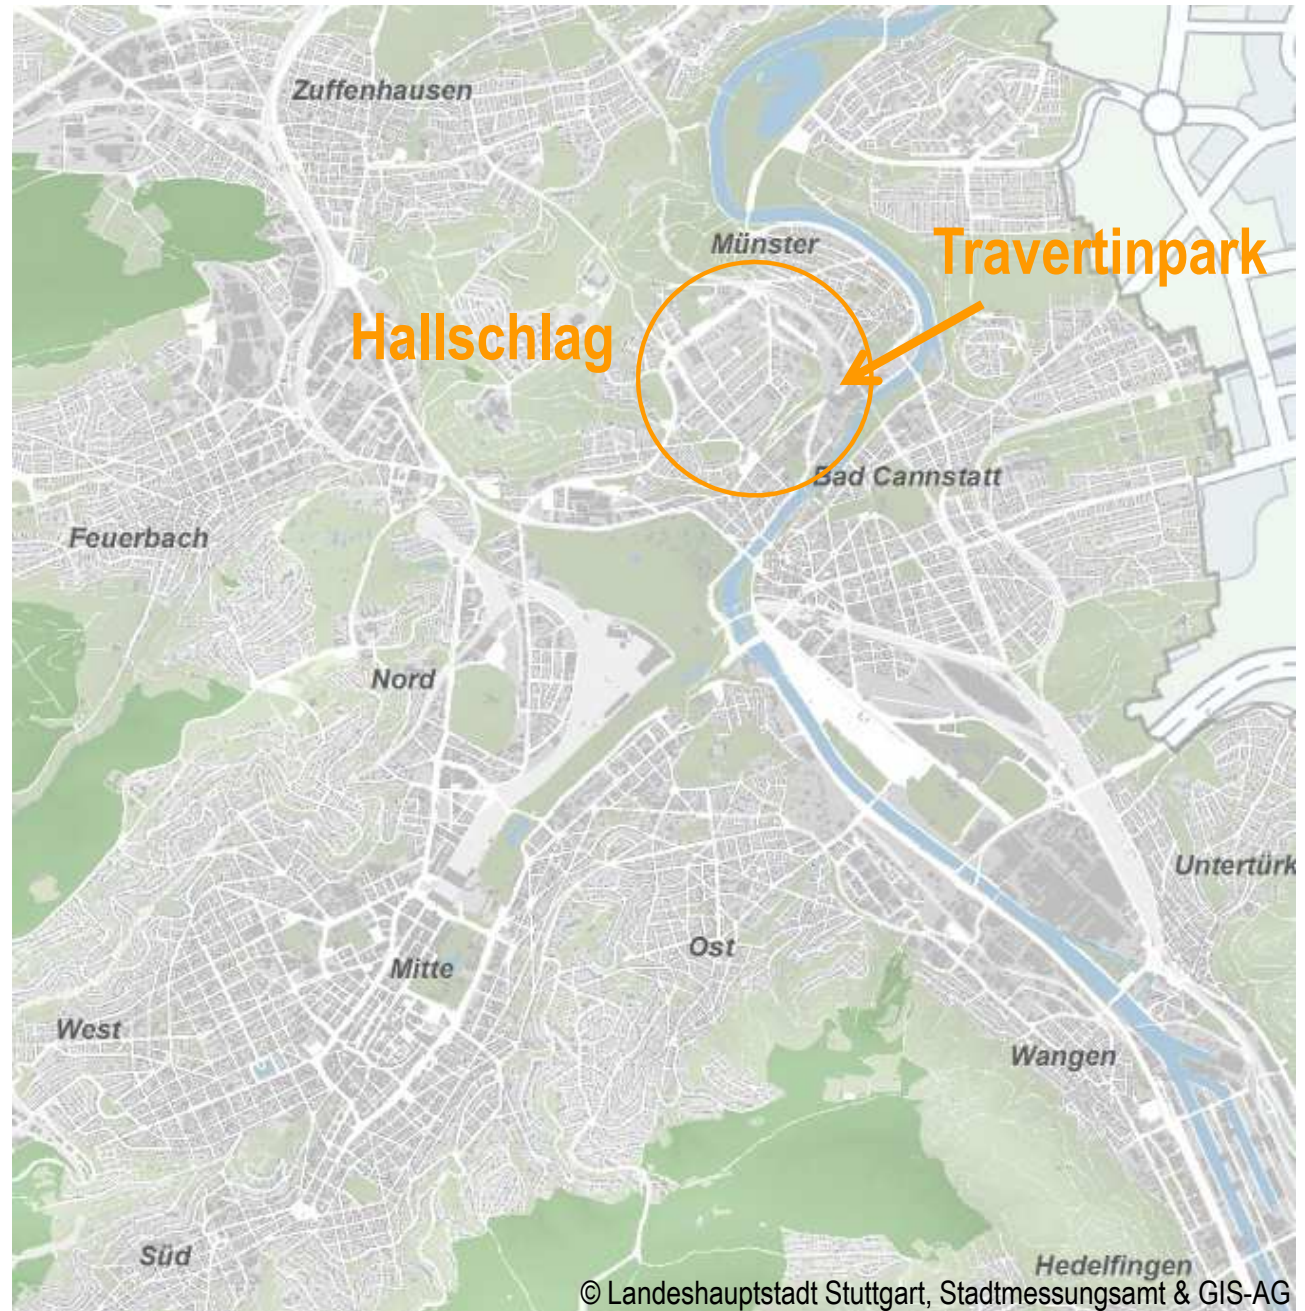 Zuffenhausen
Münster
Travertinpark
Hallschlag
Bad Cannstatt
Feuerbach
Nord
Untertürk
Ost
Mitte
West
Wangen
Süd
Hedelfingen
© Landeshauptstadt Stuttgart, Stadtmessungsamt & GIS-AG